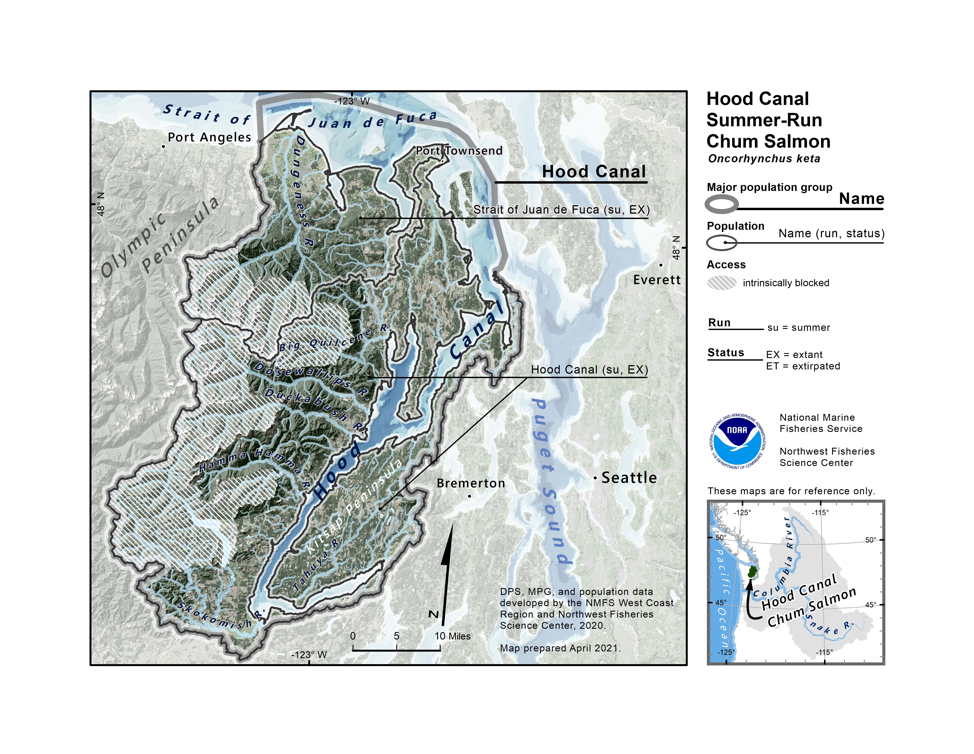 Hood Canal
Summer-Run
Chum Salmon
Oncorhynchus keta
Major population group
Name
Population
Name (run, status)
Access
intrinsically blocked
Run
su = summer
Status
EX = extant
ET = extirpated
NOAA
NATIONAL OCEANIC AND ATMOSPHERIC ADMINISTRATION
U.S. DEPARTMENT OF COMMERCE
National Marine
Fisheries Service
Northwest Fisheries
Science Center
These maps are for reference only.
-125°
-115°
50°
50°
45°
45°
-125°
-115°
Pacific Ocean
Columbia River
Snake R.
Hood Canal
Chum Salmon
-123° W
Strait of
Juan de Fuca
Port Angeles
Port Townsend
Dungeness R.
Hood Canal
48° N
Strait of Juan de Fuca (su, EX)
Olympic
Peninsula
48° N
Everett
Big Quilcene R.
Canal
Dosewallips R.
Hood Canal (su, EX)
Duckabush R.
Hamma Hamma R.
Hood
Kitsap Peninsula
Puget Sound
Bremerton
Seattle
Tahuya R.
Skokomish R.
N
0 5 10 Miles
-123° W
DPS, MPG, and population data
developed by the NMFS West Coast
Region and Northwest Fisheries
Science Center, 2020.
Map prepared April 2021.